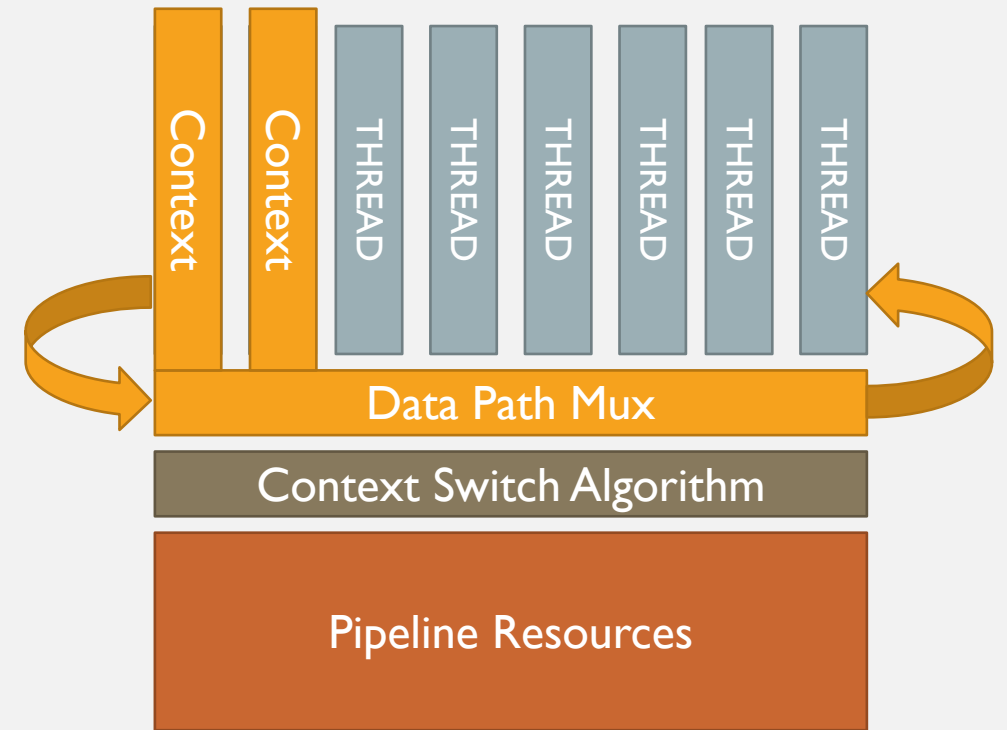 Context
Context
THREAD
THREAD
THREAD
THREAD
THREAD
THREAD
Data Path Mux
Context Switch Algorithm
Pipeline Resources